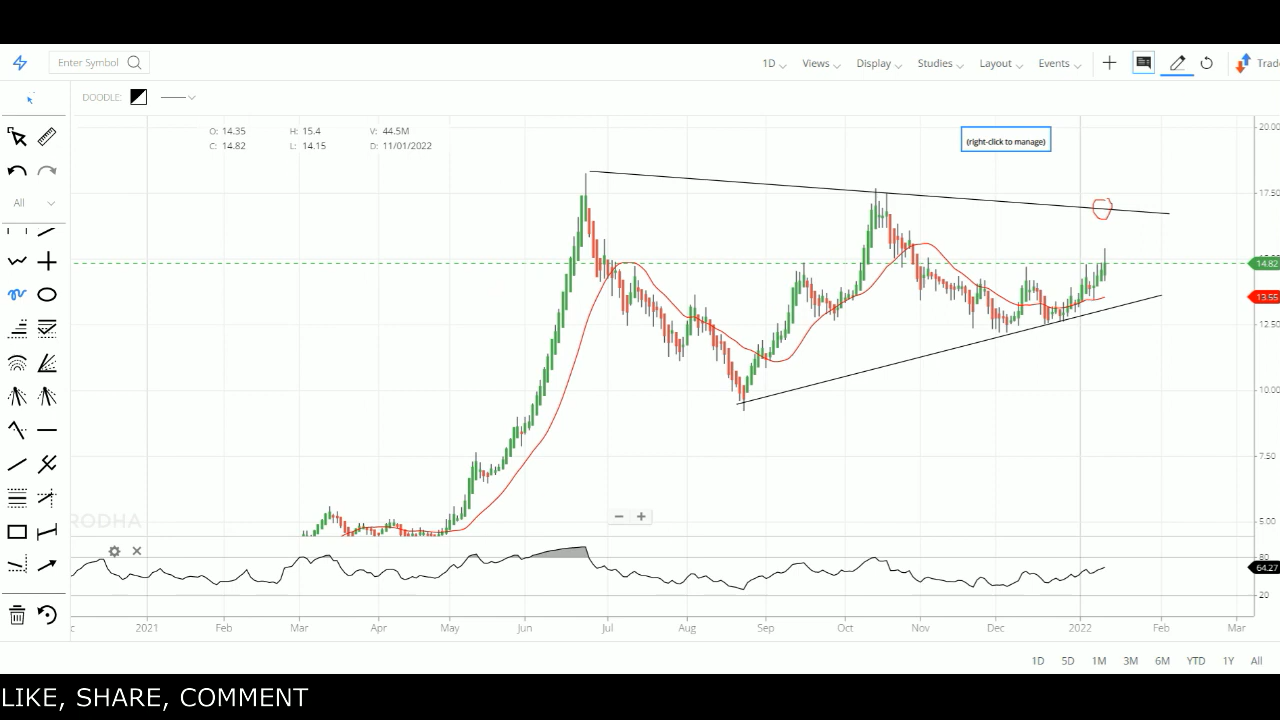 Enter Symbol
1D Views Display Studies Layout Events Trade
DOODLE:
O: 14.35 H: 15.4 V: 44.5M
C: 14.82 L: 14.15 D: 11/01/2022
(right-click to manage)
20.00
17.50
All
14.82
13.55
12.50
10.00
7.50
RODHA
5.00
80
64.27
20
2021 Feb Mar Apr May Jun Jul Aug Sep Oct Nov Dec 2022 Feb Mar
1D 5D 1M 3M 6M YTD 1Y All
LIKE, SHARE, COMMENT